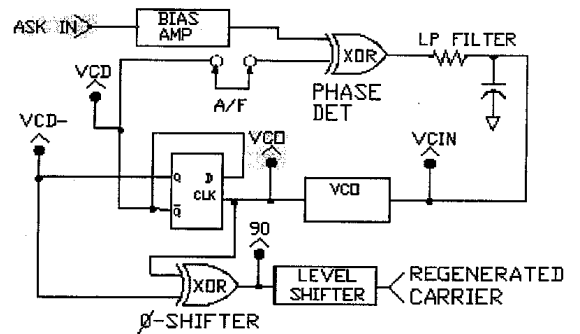 ASK IN
BIAS
AMP
XOR
LP FILTER
PHASE
DET
A/F
VCD
VCD-
VCO
VCIN
Q
D
CLK
Q̅
VCO
90
XOR
Ø-SHIFTER
LEVEL
SHIFTER
REGENERATED
CARRIER